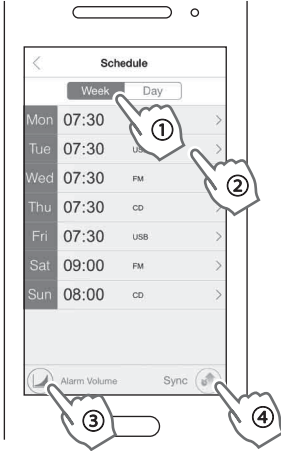 Schedule
Week Day
Mon 07:30
①
Tue 07:30 US
②
Wed 07:30 FM
Thu 07:30 CD
Fri 07:30 USB
Sat 09:00 FM
Sun 08:00 CD
Alarm Volume Sync
③ ④